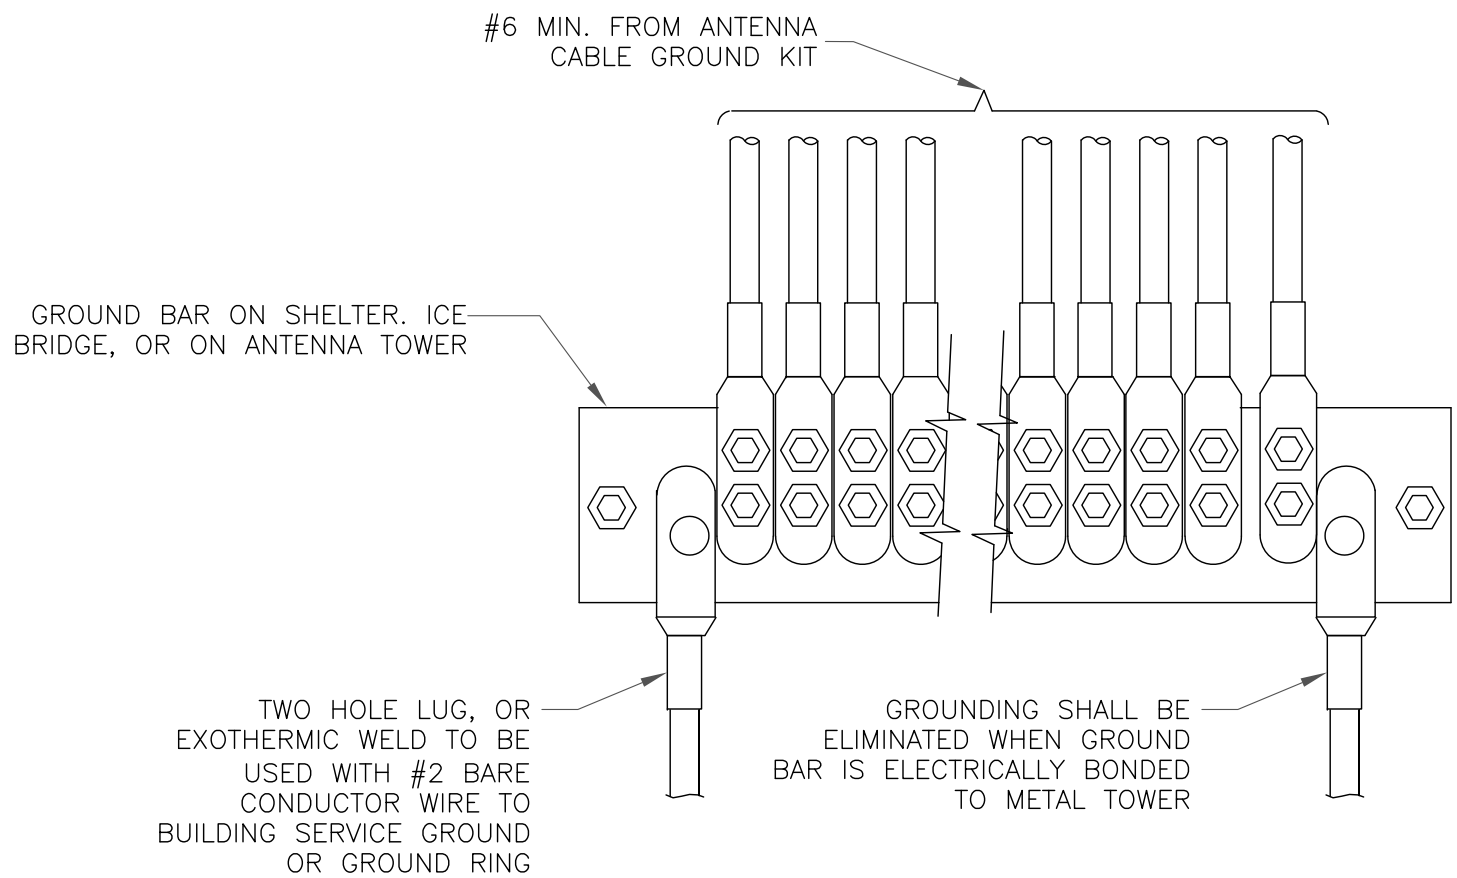 #6 MIN. FROM ANTENNA
CABLE GROUND KIT
GROUND BAR ON SHELTER. ICE
BRIDGE, OR ON ANTENNA TOWER
TWO HOLE LUG, OR
EXOTHERMIC WELD TO BE
USED WITH #2 BARE
CONDUCTOR WIRE TO
BUILDING SERVICE GROUND
OR GROUND RING
GROUNDING SHALL BE
ELIMINATED WHEN GROUND
BAR IS ELECTRICALLY BONDED
TO METAL TOWER